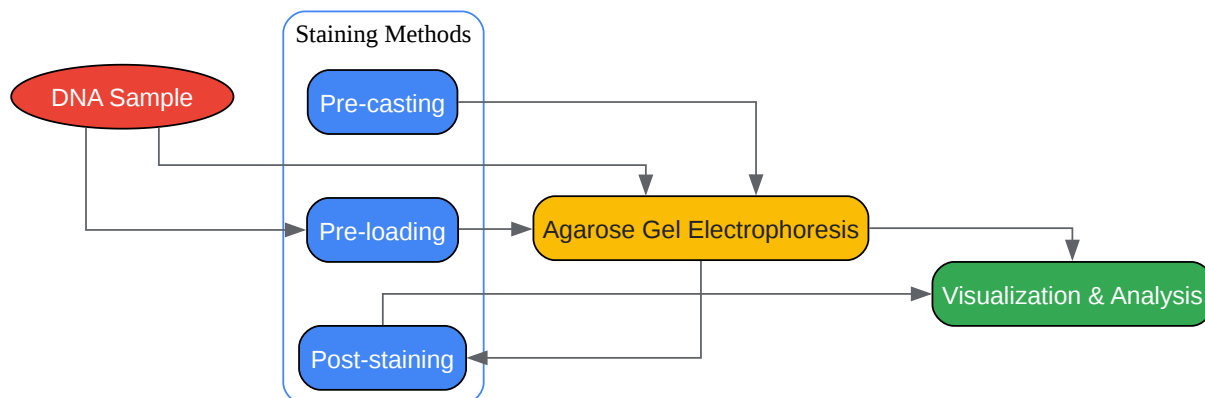 Staining Methods
DNA Sample
Pre-casting
Pre-loading
Agarose Gel Electrophoresis
Visualization & Analysis
Post-staining